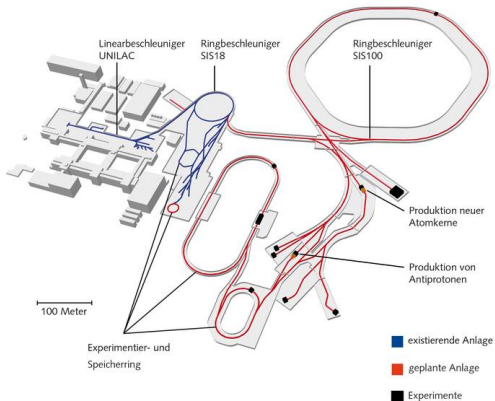 Linearbeschleuniger
UNILAC
Ringbeschleuniger
SIS18
Ringbeschleuniger
SIS100
Produktion neuer
Atomkerne
Produktion von
Antiprotonen
100 Meter
Experimentier- und
Speicherring
existierende Anlage
geplante Anlage
Experimente